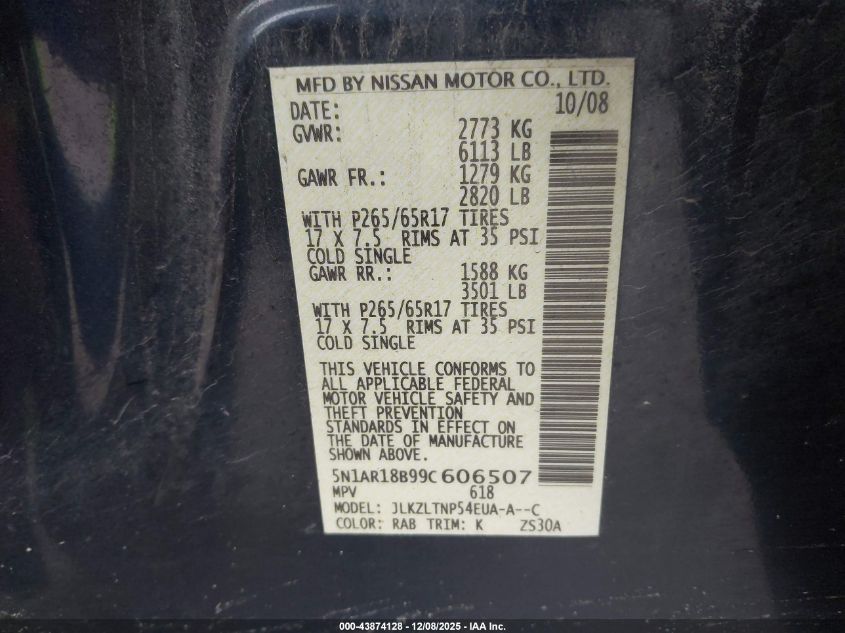 MFD BY NISSAN MOTOR CO., LTD.
DATE: 10/08
GVWR: 2773 KG
6113 LB
GAWR FR.: 1279 KG
2820 LB
WITH P265/65R17 TIRES
17 X 7.5 RIMS AT 35 PSI
COLD SINGLE
GAWR RR.: 1588 KG
3501 LB
WITH P265/65R17 TIRES
17 X 7.5 RIMS AT 35 PSI
COLD SINGLE
THIS VEHICLE CONFORMS TO
ALL APPLICABLE FEDERAL
MOTOR VEHICLE SAFETY AND
THEFT PREVENTION
STANDARDS IN EFFECT ON
THE DATE OF MANUFACTURE
SHOWN ABOVE.
5N1AR18B99C606507
MPV 618
MODEL: JLKZLTNP54EUA-A--C
COLOR: RAB TRIM: K ZS30A
000-43874128 - 12/08/2025 - IAA Inc.